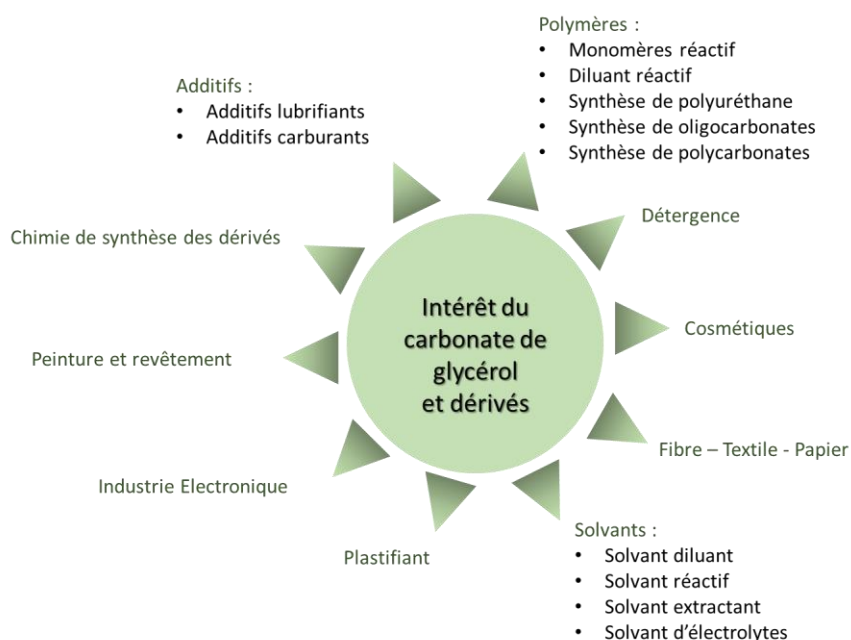 Polymères :
• Monomères réactif
• Diluant réactif
• Synthèse de polyuréthane
• Synthèse de oligocarbonates
• Synthèse de polycarbonates
Additifs :
• Additifs lubrifiants
• Additifs carburants
Détergence
Chimie de synthèse des dérivés
Intérêt du
carbonate de
glycérol
et dérivés
Cosmétiques
Peinture et revêtement
Fibre – Textile - Papier
Industrie Electronique
Plastifiant
Solvants :
• Solvant diluant
• Solvant réactif
• Solvant extractant
• Solvant d'électrolytes